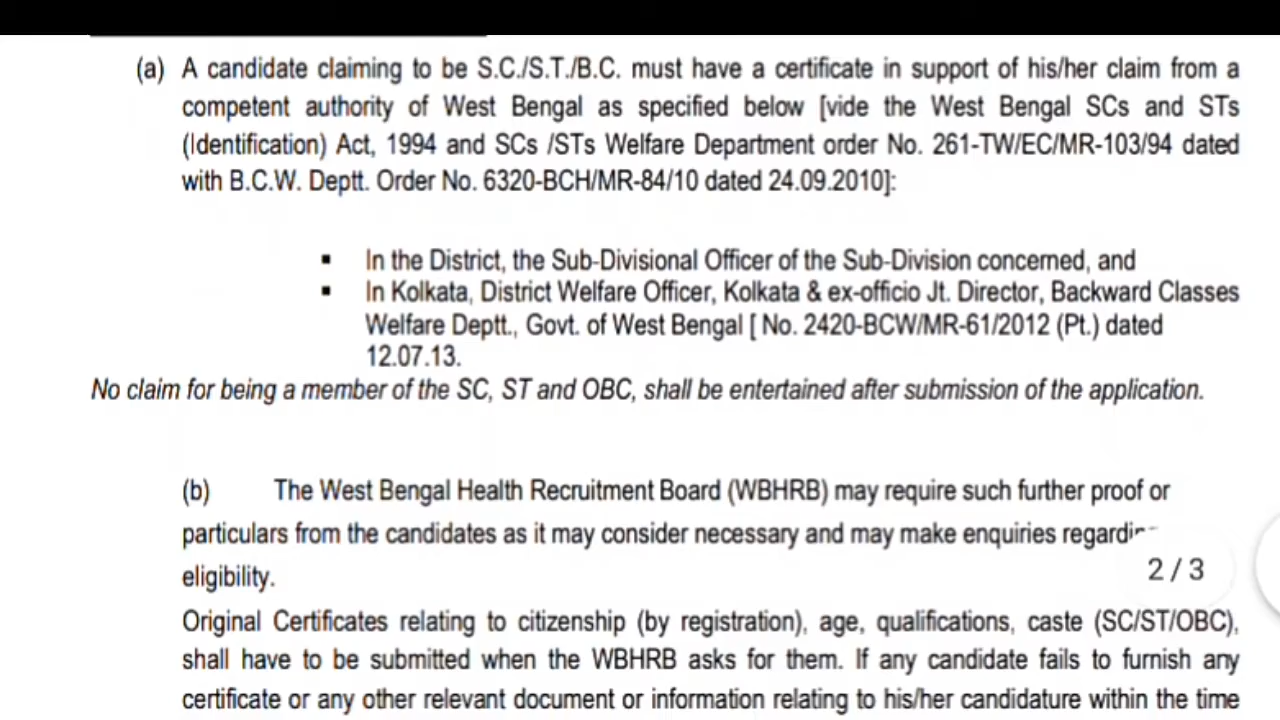 (a) A candidate claiming to be S.C./S.T./B.C. must have a certificate in support of his/her claim from a
competent authority of West Bengal as specified below [vide the West Bengal SCs and STs
(Identification) Act, 1994 and SCs /STs Welfare Department order No. 261-TW/EC/MR-103/94 dated
with B.C.W. Deptt. Order No. 6320-BCH/MR-84/10 dated 24.09.2010]:
▪ In the District, the Sub-Divisional Officer of the Sub-Division concerned, and
▪ In Kolkata, District Welfare Officer, Kolkata & ex-officio Jt. Director, Backward Classes
Welfare Deptt., Govt. of West Bengal [ No. 2420-BCW/MR-61/2012 (Pt.) dated
12.07.13.
No claim for being a member of the SC, ST and OBC, shall be entertained after submission of the application.
(b) The West Bengal Health Recruitment Board (WBHRB) may require such further proof or
particulars from the candidates as it may consider necessary and may make enquiries
eligibility.
2 / 3
Original Certificates relating to citizenship (by registration), age, qualifications, caste (SC/ST/OBC),
shall have to be submitted when the WBHRB asks for them. If any candidate fails to furnish any
certificate or any other relevant document or information relating to his/her candidature within the time